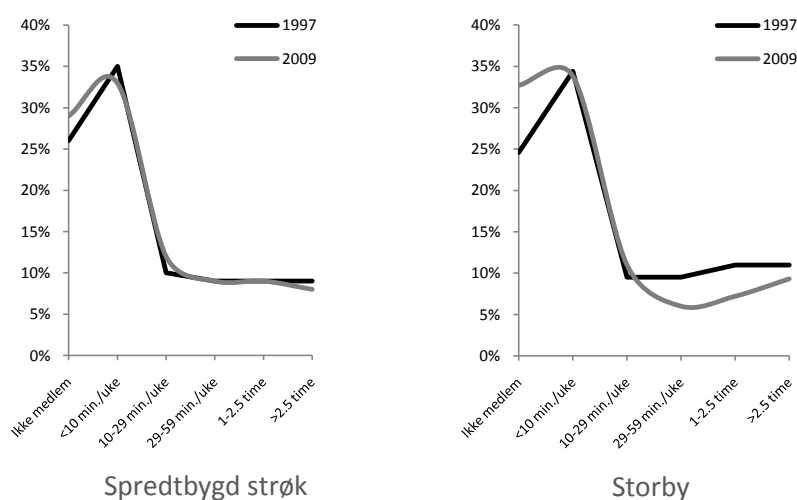 40%
35%
30%
25%
20%
15%
10%
5%
0%
1997
2009
Ikke medlem
<10 min./uke
10-29 min./uke
29-59 min./uke
1-2.5 time
>2.5 time
Spredtbygd strøk
40%
35%
30%
25%
20%
15%
10%
5%
0%
1997
2009
Ikke medlem
<10 min./uke
10-29 min./uke
29-59 min./uke
1-2.5 time
>2.5 time
Storby